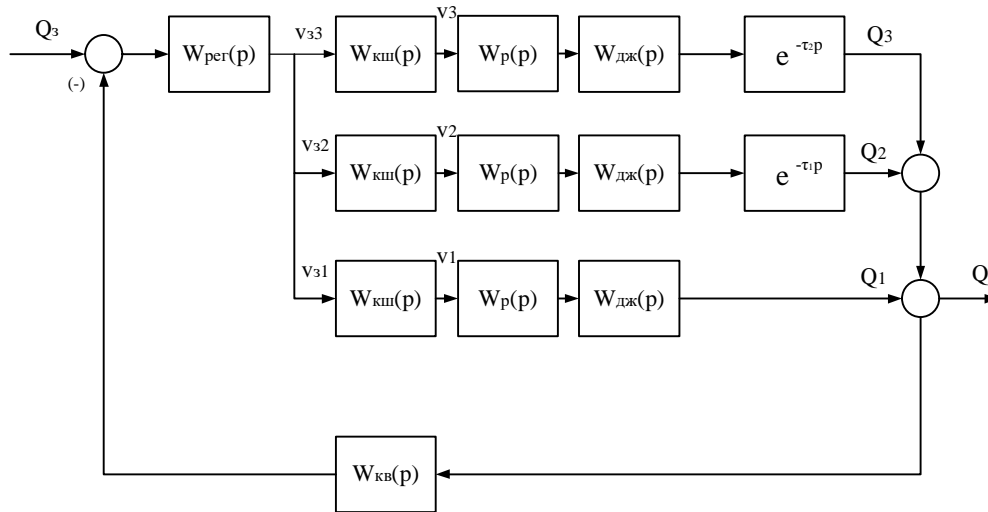 Qз
(-)
Wрег(p)
vз3
Wкш(p)
v3
Wр(p)
Wдж(p)
e -τ2p
Q3
vз2
Wкш(p)
v2
Wр(p)
Wдж(p)
e -τ1p
Q2
vз1
Wкш(p)
v1
Wр(p)
Wдж(p)
Q1
Q
Wкв(p)